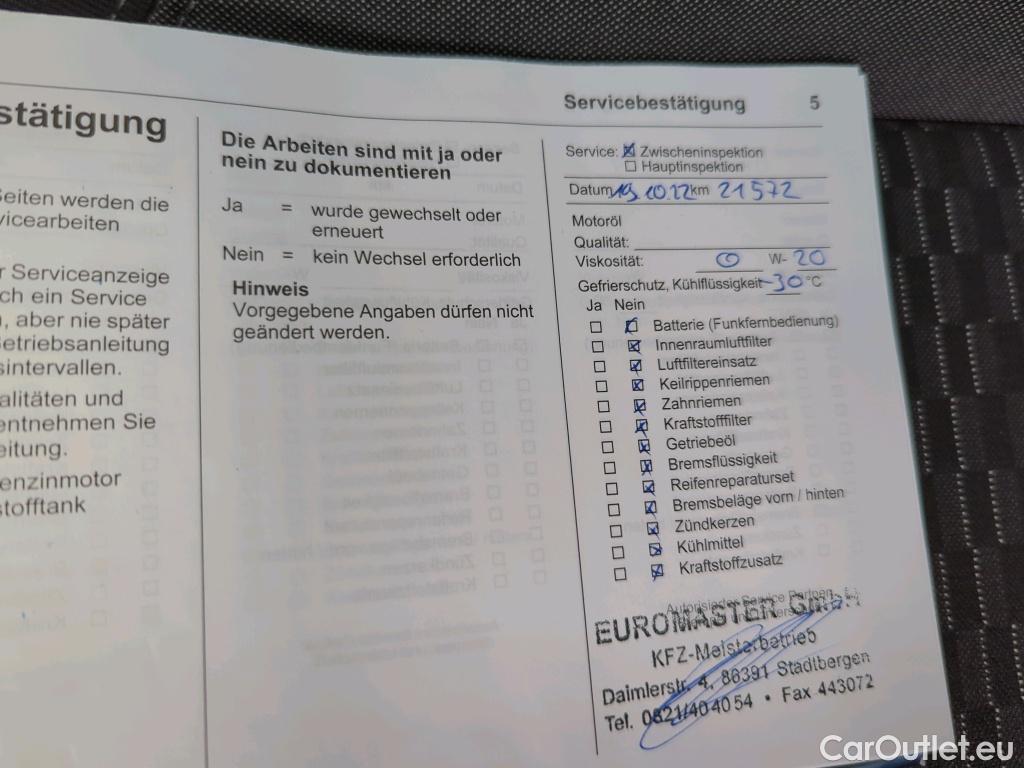 Servicebestätigung 5
stätigung
Seiten werden die
vicearbeiten
r Serviceanzeige
ch ein Service
, aber nie später
etriebsanleitung
sintervallen.
alitäten und
entnehmen Sie
eitung.
enzinmotor
stofftank
Die Arbeiten sind mit ja oder
nein zu dokumentieren
Ja = wurde gewechselt oder
erneuert
Nein = kein Wechsel erforderlich
Hinweis
Vorgegebene Angaben dürfen nicht
geändert werden.
Service: Zwischeninspektion
Hauptinspektion
Datum 10.22 km 21572
Motoröl
Qualität:
Viskosität: 0 W- 20
Gefrierschutz, Kühlflüssigkeit -30 °C
Ja Nein
Batterie (Funkfernbedienung)
Innenraumluftfilter
Luftfiltereinsatz
Keilrippenriemen
Zahnriemen
Kraftstofffilter
Getriebeöl
Bremsflüssigkeit
Reifenreparaturset
Bremsbeläge vorn / hinten
Zündkerzen
Kühlmittel
Kraftstoffzusatz
Autorisierter Service Partner
EUROMASTER GmbH
KFZ-Meisterbetrieb
Daimlerstr. 4, 86391 Stadtbergen
Tel. 0821/404054 • Fax 443072
CarOutlet.eu